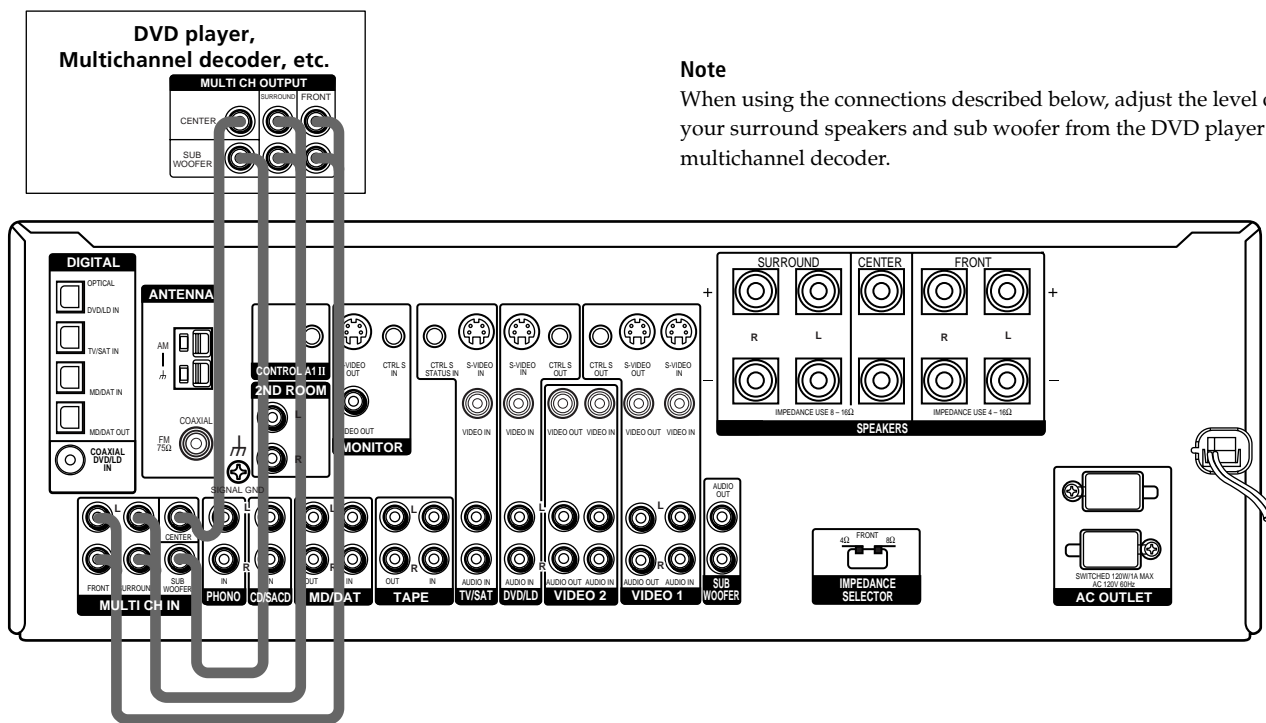 DVD player,
Multichannel decoder, etc.
MULTI CH OUTPUT
SURROUND FRONT
CENTER
SUB
WOOFER
Note
When using the connections described below, adjust the level
your surround speakers and sub woofer from the DVD player
multichannel decoder.
DIGITAL
OPTICAL
DVD/LD IN
TV/SAT IN
MD/DAT IN
MD/DAT OUT
COAXIAL
DVD/LD
IN
ANTENNA
AM
COAXIAL
FM
75Ω
SIGNAL GND
CONTROL A1 II
2ND ROOM
L
R
S-VIDEO
OUT
CTRL S
IN
VIDEO OUT
MONITOR
CTRL S
STATUS IN
S-VIDEO
IN
VIDEO IN
S-VIDEO
IN
CTRL S
OUT
CTRL S
OUT
S-VIDEO
OUT
S-VIDEO
IN
VIDEO IN
VIDEO OUT VIDEO IN
VIDEO OUT VIDEO IN
SURROUND CENTER FRONT
+ +
R L R L
– –
IMPEDANCE USE 8 – 16Ω IMPEDANCE USE 4 – 16Ω
SPEAKERS
L
CENTER
FRONT SURROUND SUB
WOOFER
MULTI CH IN
L
R
IN
PHONO
IN
CD/SACD
L
R
OUT IN
MD/DAT
L
R
OUT IN
TAPE
AUDIO IN
TV/SAT
L
R
AUDIO IN
DVD/LD
AUDIO OUT AUDIO IN
VIDEO 2
L
R
AUDIO OUT AUDIO IN
VIDEO 1
AUDIO
OUT
SUB
WOOFER
FRONT
4Ω 8Ω
IMPEDANCE
SELECTOR
SWITCHED 120W/1A MAX
AC 120V 60Hz
AC OUTLET